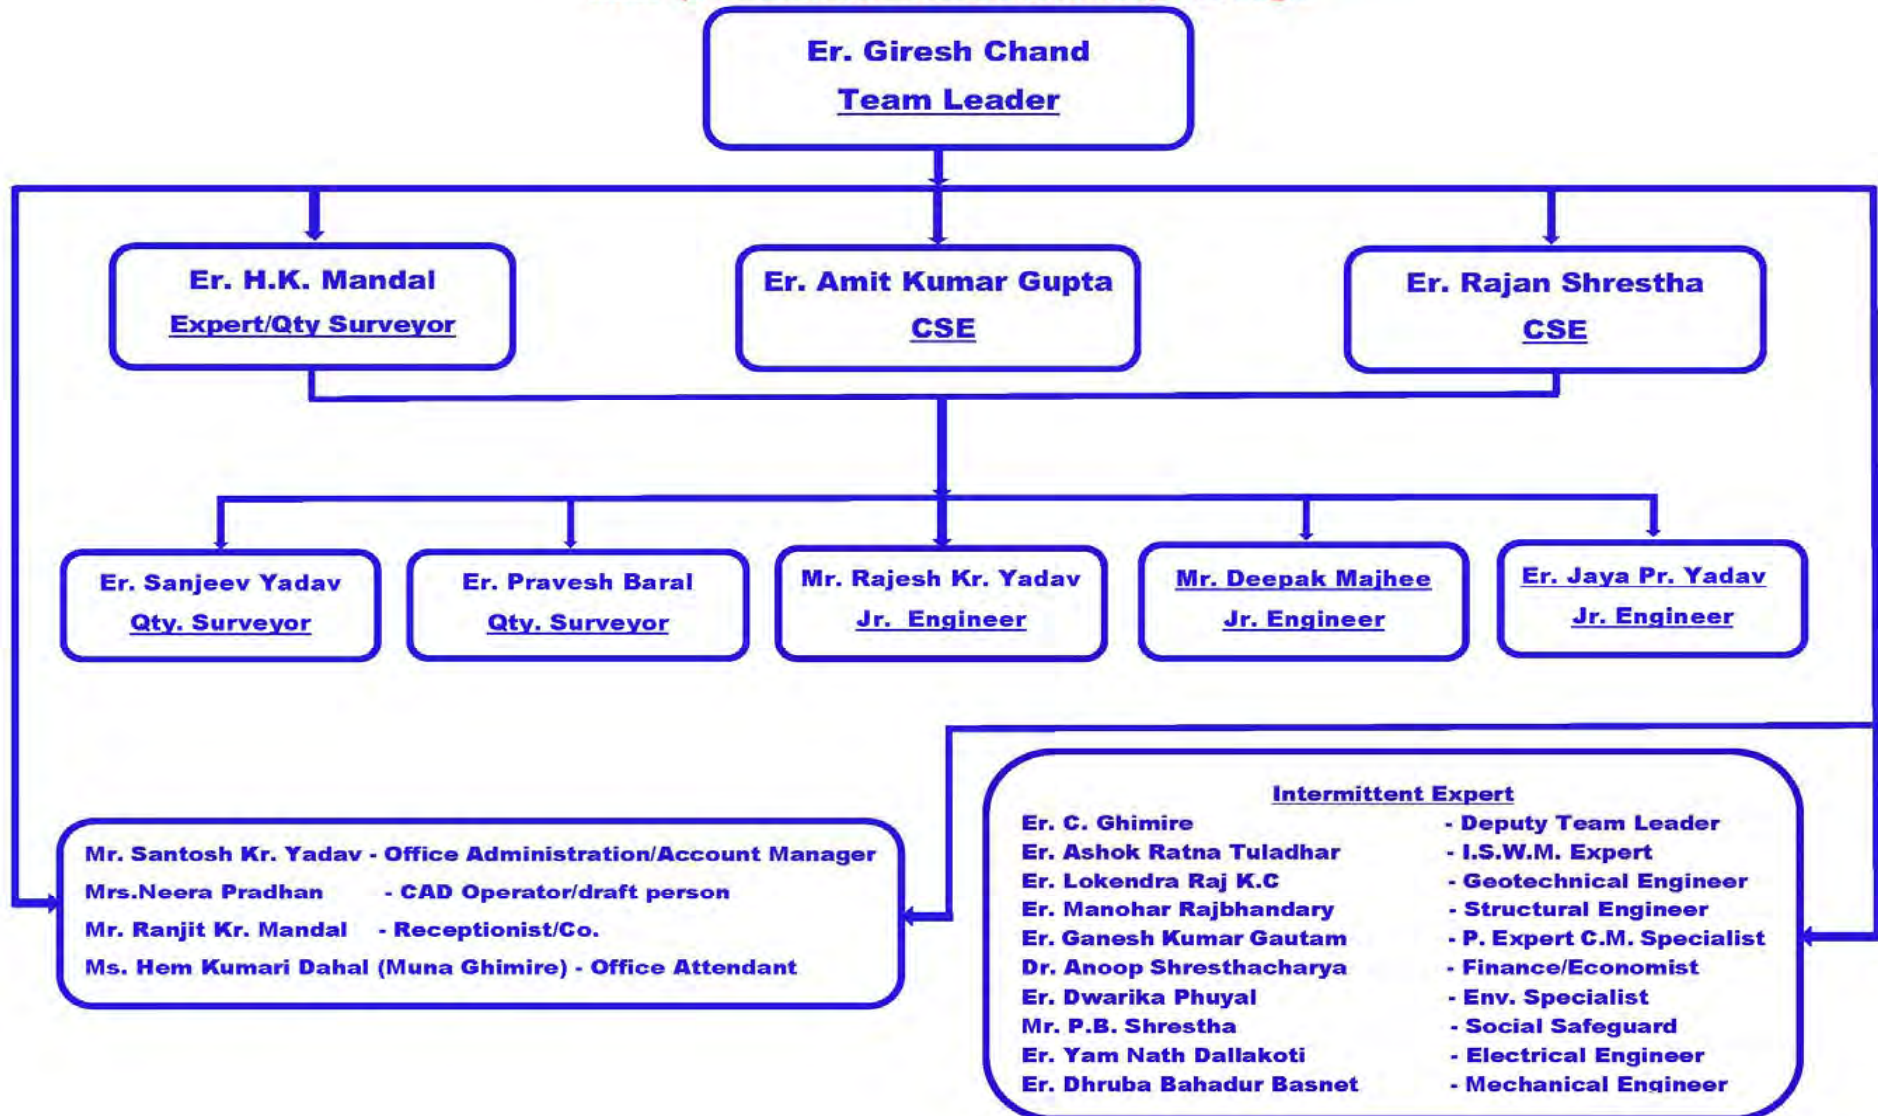 Er. Giresh Chand
Team Leader
Er. H.K. Mandal
Expert/Qty Surveyor
Er. Amit Kumar Gupta
CSE
Er. Rajan Shrestha
CSE
Er. Sanjeev Yadav
Qty. Surveyor
Er. Pravesh Baral
Qty. Surveyor
Mr. Rajesh Kr. Yadav
Jr. Engineer
Mr. Deepak Majhee
Jr. Engineer
Er. Jaya Pr. Yadav
Jr. Engineer
Mr. Santosh Kr. Yadav - Office Administration/Account Manager
Mrs.Neera Pradhan - CAD Operator/draft person
Mr. Ranjit Kr. Mandal - Receptionist/Co.
Ms. Hem Kumari Dahal (Muna Ghimire) - Office Attendant
Intermittent Expert
Er. C. Ghimire - Deputy Team Leader
Er. Ashok Ratna Tuladhar - I.S.W.M. Expert
Er. Lokendra Raj K.C - Geotechnical Engineer
Er. Manohar Rajbhandary - Structural Engineer
Er. Ganesh Kumar Gautam - P. Expert C.M. Specialist
Dr. Anoop Shresthacharya - Finance/Economist
Er. Dwarika Phuyal - Env. Specialist
Mr. P.B. Shrestha - Social Safeguard
Er. Yam Nath Dallakoti - Electrical Engineer
Er. Dhruba Bahadur Basnet - Mechanical Engineer